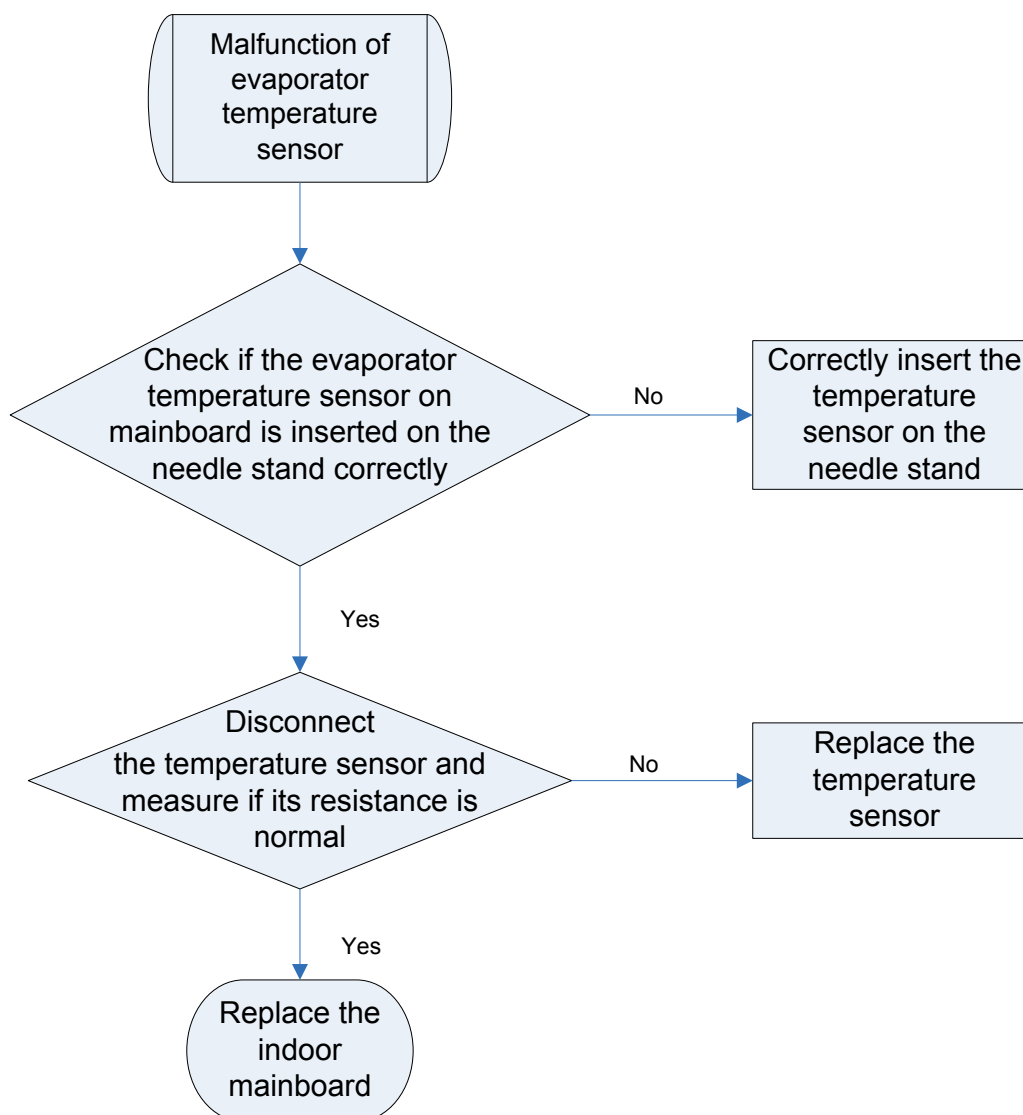 Malfunction of
evaporator
temperature
sensor
Check if the evaporator
temperature sensor on
mainboard is inserted on the
needle stand correctly
No
Correctly insert the
temperature
sensor on the
needle stand
Yes
Disconnect
the temperature sensor and
measure if its resistance is
normal
No
Replace the
temperature
sensor
Yes
Replace the
indoor
mainboard